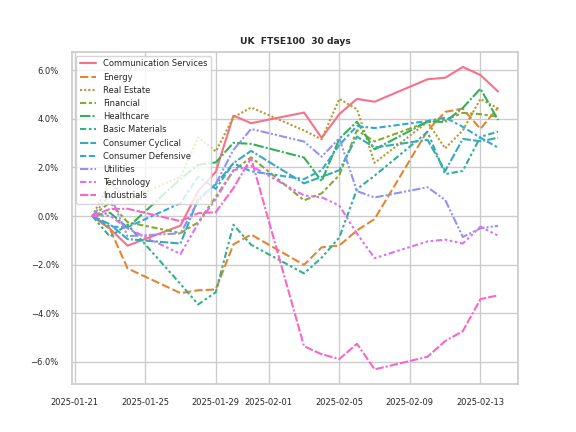 UK  FTSE100  30 days
Communication Services
Energy
Real Estate
Financial
Healthcare
Basic Materials
Consumer Cyclical
Consumer Defensive
Utilities
Technology
Industrials
6.0%
4.0%
2.0%
0.0%
−2.0%
−4.0%
−6.0%
2025-01-21 2025-01-25 2025-01-29 2025-02-01 2025-02-05 2025-02-09 2025-02-13